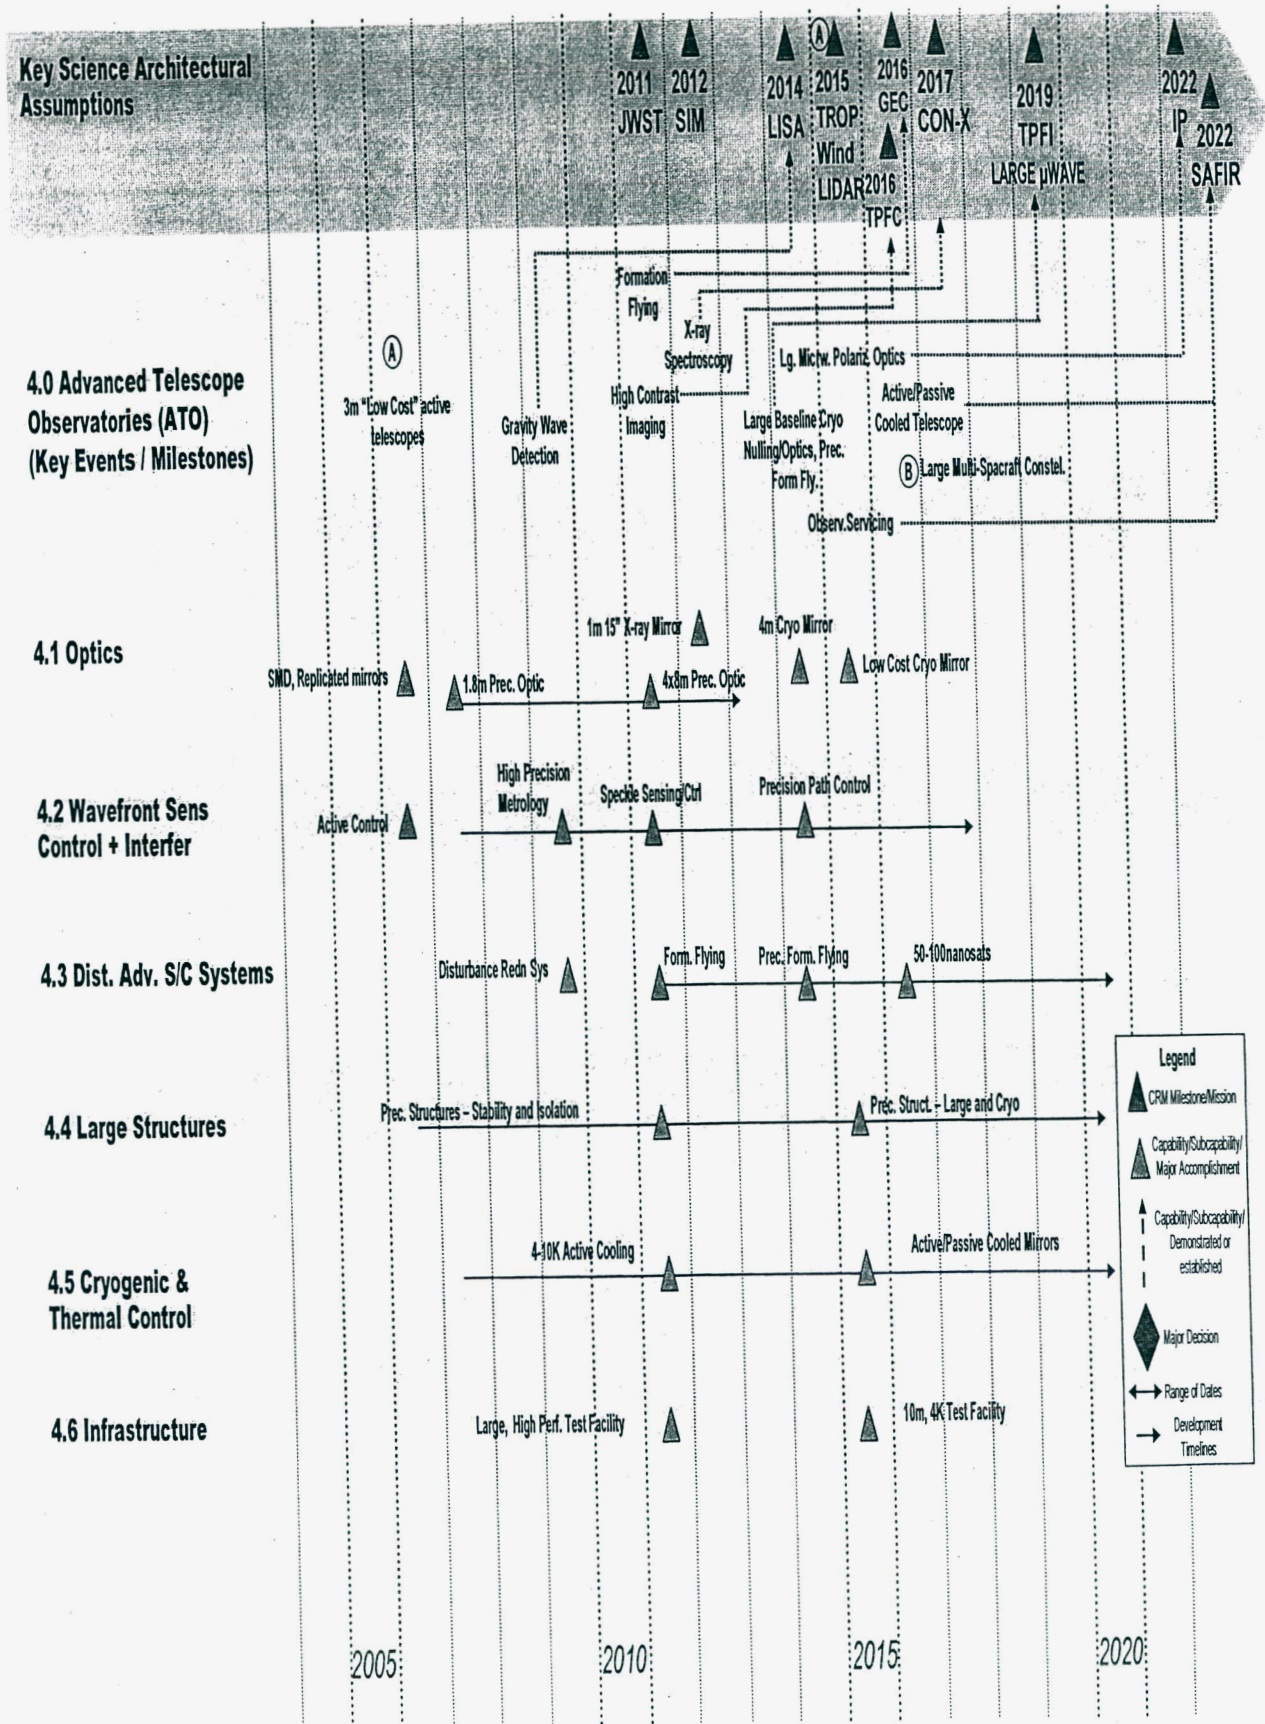 Key Science Architectural
Assumptions
2011
JWST
2012
SIM
2014
LISA
A
2015
TROP
Wind
LIDAR
2016
GEC
2016
TPFC
2017
CON-X
2019
TPFI
LARGE µWAVE
2022
IP
2022
SAFIR
4.0 Advanced Telescope
Observatories (ATO)
(Key Events / Milestones)
A
3m "Low Cost" active
telescopes
Gravity Wave
Detection
Formation
Flying
X-ray
Spectroscopy
High Contrast
Imaging
Lg. Micfw. Polariz. Optics
Large Baseline Cryo
Nulling/Optics, Prec.
Form Fly.
Active/Passive
Cooled Telescope
B Large Multi-Spacraft Constel.
Observ.Servicing
4.1 Optics
SMD, Replicated mirrors
1.8m Prec. Optic
1m 15" X-ray Mirror
4x8m Prec. Optic
4m Cryo Mirror
Low Cost Cryo Mirror
4.2 Wavefront Sens
Control + Interfer
Active Control
High Precision
Metrology
Speckle Sensing/Ctrl
Precision Path Control
4.3 Dist. Adv. S/C Systems
Disturbance Redn Sys
Form. Flying
Prec. Form. Flying
50-100nanosats
4.4 Large Structures
Prec. Structures – Stability and Isolation
Prec. Struct. – Large and Cryo
4.5 Cryogenic &
Thermal Control
4-10K Active Cooling
Active/Passive Cooled Mirrors
4.6 Infrastructure
Large, High Perf. Test Facility
10m, 4K Test Facility
Legend
CRM Milestone/Mission
Capability/Subcapability/
Major Accomplishment
Capability/Subcapability/
Demonstrated or
established
Major Decision
Range of Dates
Development
Timelines
2005
2010
2015
2020